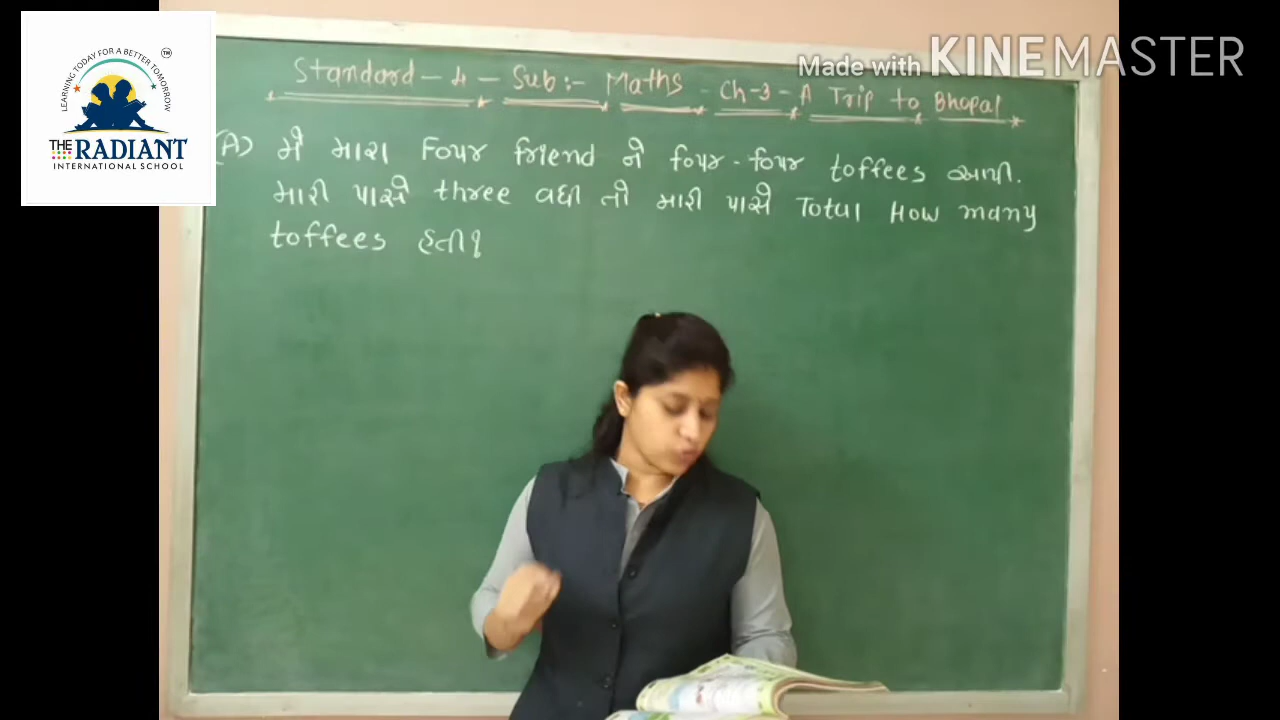 LEARNING TODAY FOR A BETTER TOMORROW
TM
THE RADIANT
INTERNATIONAL SCHOOL
Made with KINEMASTER
Standard - 4 - Sub:- Maths - Ch-3 - A Trip to Bhopal
(A) મેં મારા Four friend ને four-four toffees આપી.
મારી પાસે three વધી તો મારી પાસે Total How many
toffees હતી?